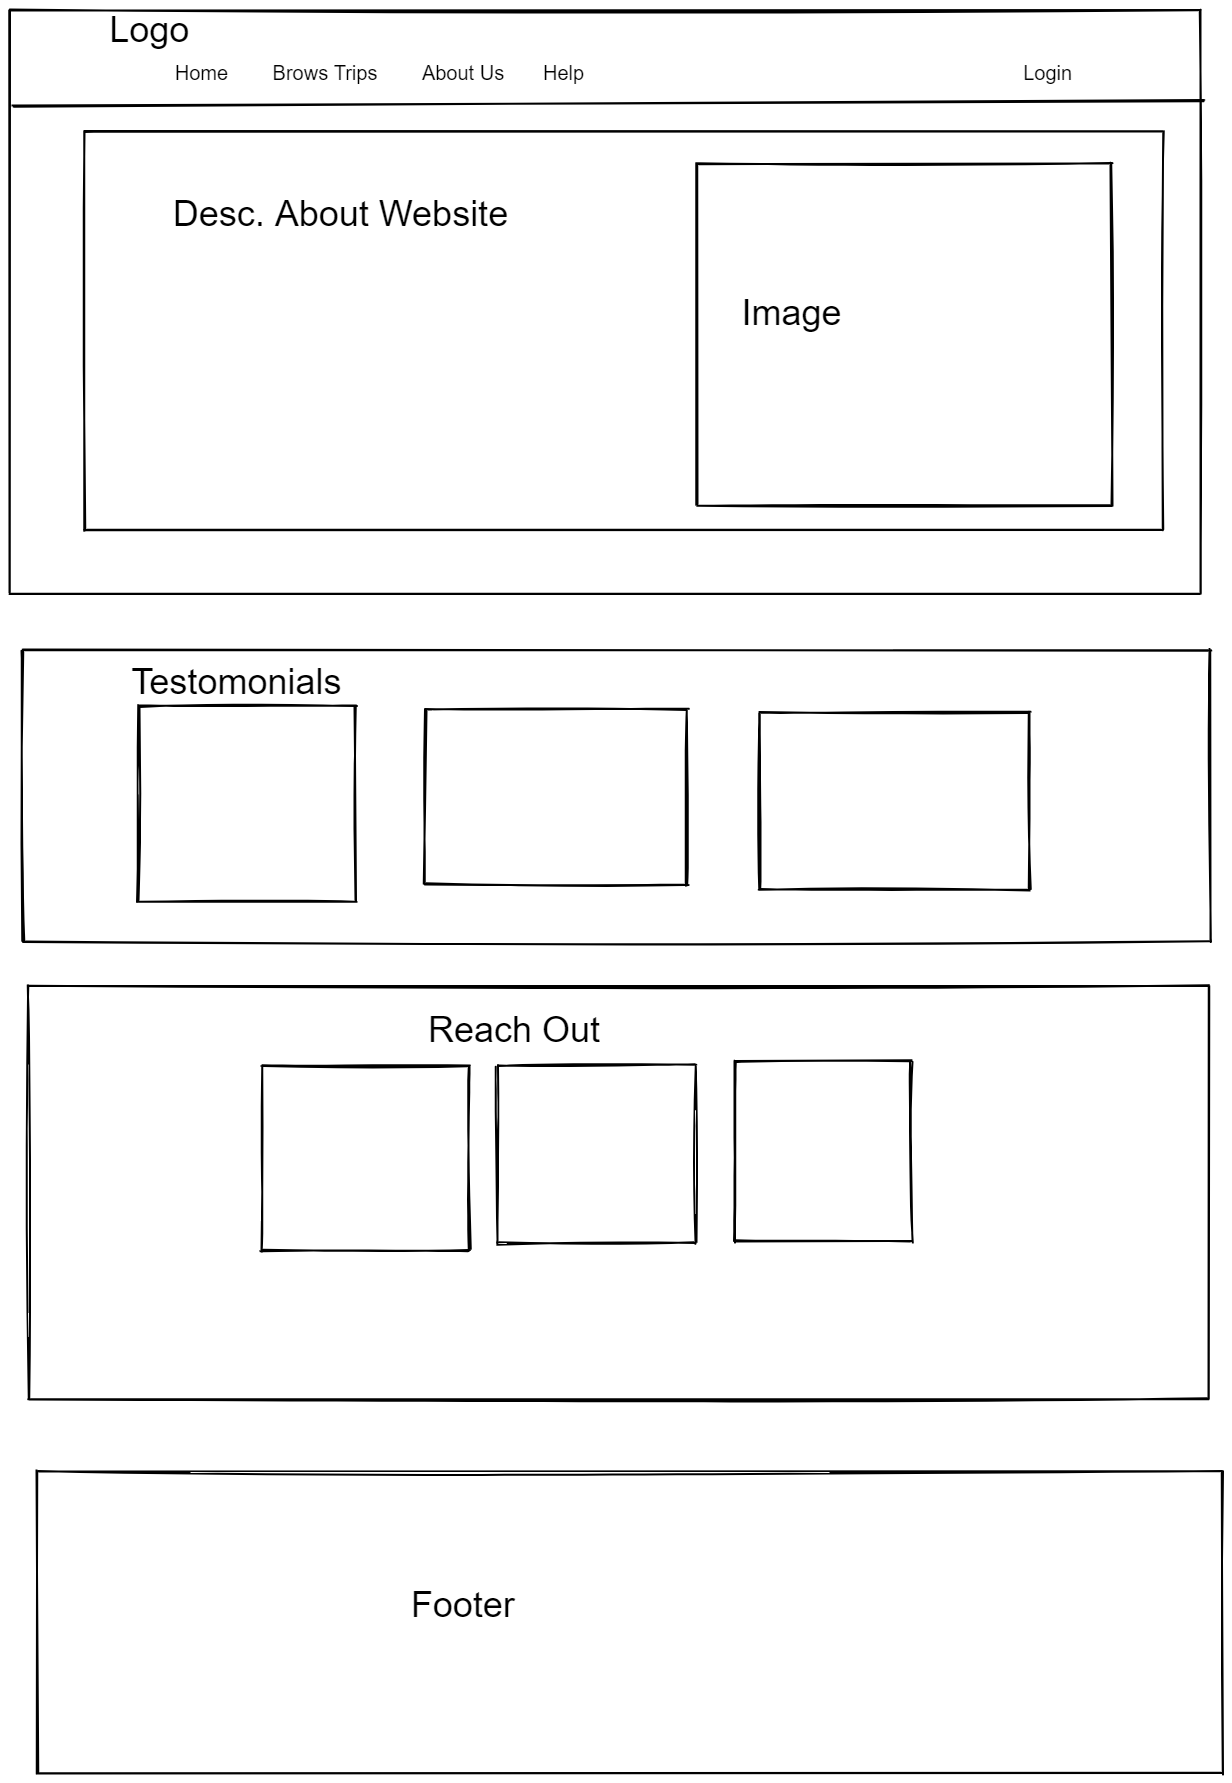 Logo
Home Brows Trips About Us Help Login
Desc. About Website
Image
Testomonials
Reach Out
Footer